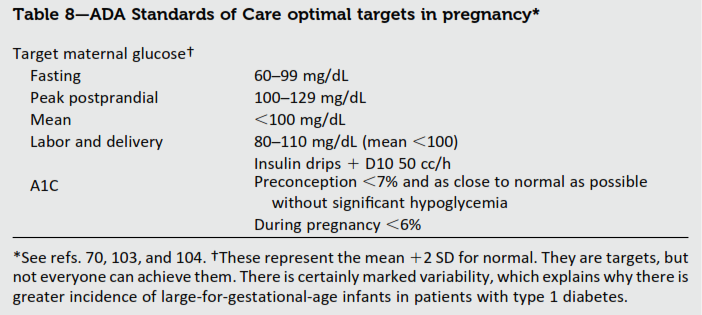 Table 8—ADA Standards of Care optimal targets in pregnancy*
Target maternal glucose†
Fasting 60–99 mg/dL
Peak postprandial 100–129 mg/dL
Mean <100 mg/dL
Labor and delivery 80–110 mg/dL (mean <100)
Insulin drips + D10 50 cc/h
A1C Preconception <7% and as close to normal as possible
without significant hypoglycemia
During pregnancy <6%
*See refs. 70, 103, and 104. †These represent the mean +2 SD for normal. They are targets, but
not everyone can achieve them. There is certainly marked variability, which explains why there is
greater incidence of large-for-gestational-age infants in patients with type 1 diabetes.